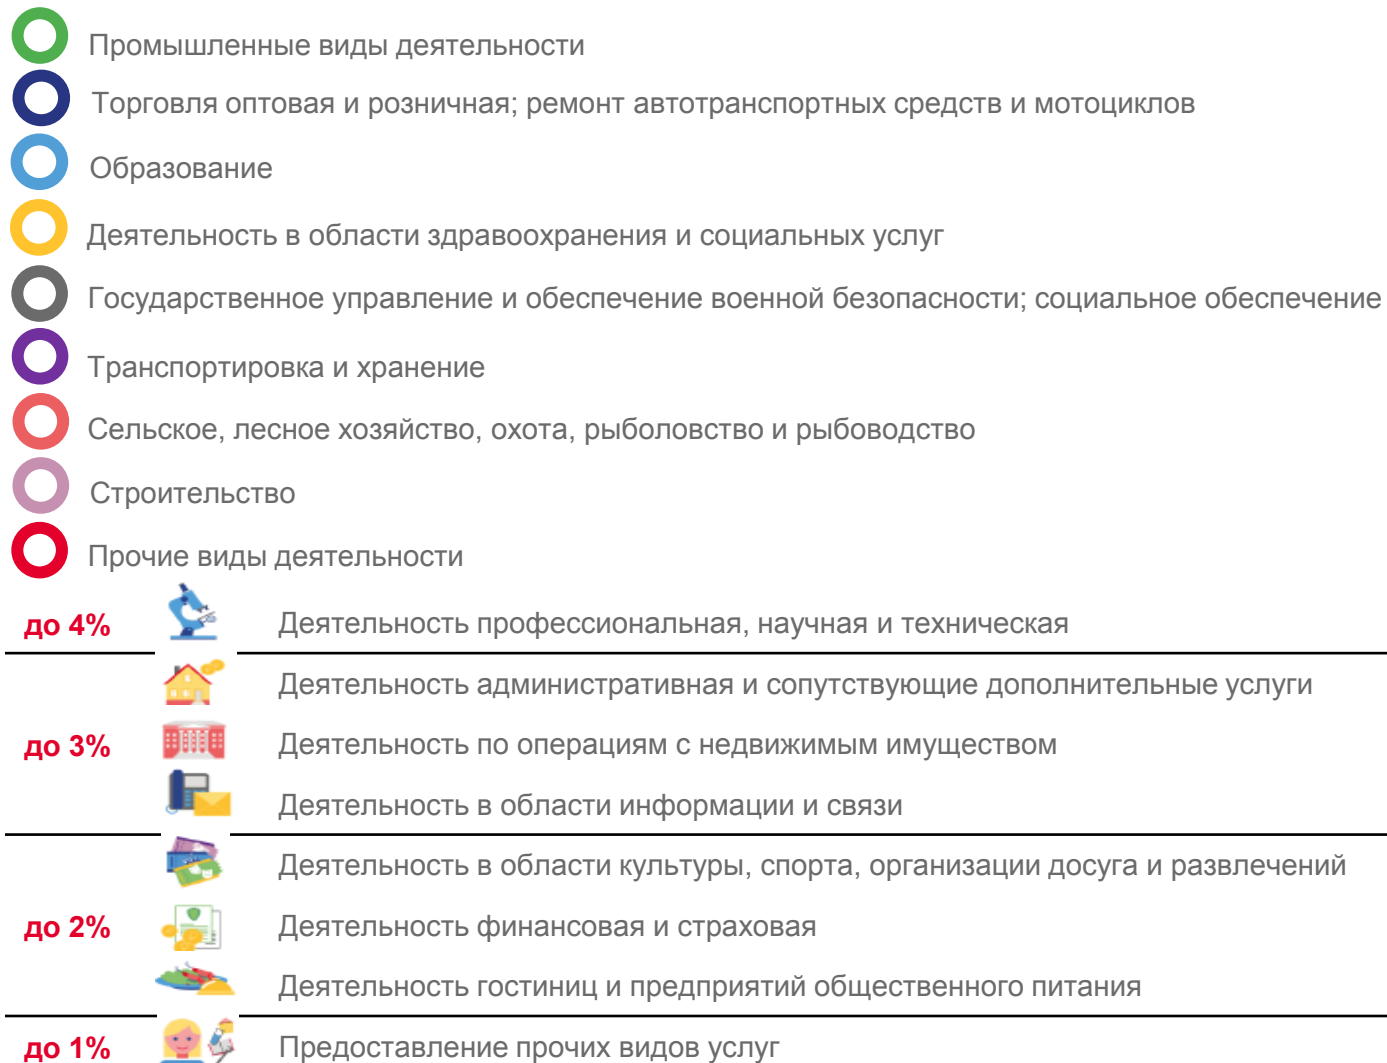 Промышленные виды деятельности
Торговля оптовая и розничная; ремонт автотранспортных средств и мотоциклов
Образование
Деятельность в области здравоохранения и социальных услуг
Государственное управление и обеспечение военной безопасности; социальное обеспечение
Транспортировка и хранение
Сельское, лесное хозяйство, охота, рыболовство и рыбоводство
Строительство
Прочие виды деятельности
до 4% Деятельность профессиональная, научная и техническая
Деятельность административная и сопутствующие дополнительные услуги
до 3% Деятельность по операциям с недвижимым имуществом
Деятельность в области информации и связи
Деятельность в области культуры, спорта, организации досуга и развлечений
до 2% Деятельность финансовая и страховая
Деятельность гостиниц и предприятий общественного питания
до 1% Предоставление прочих видов услуг